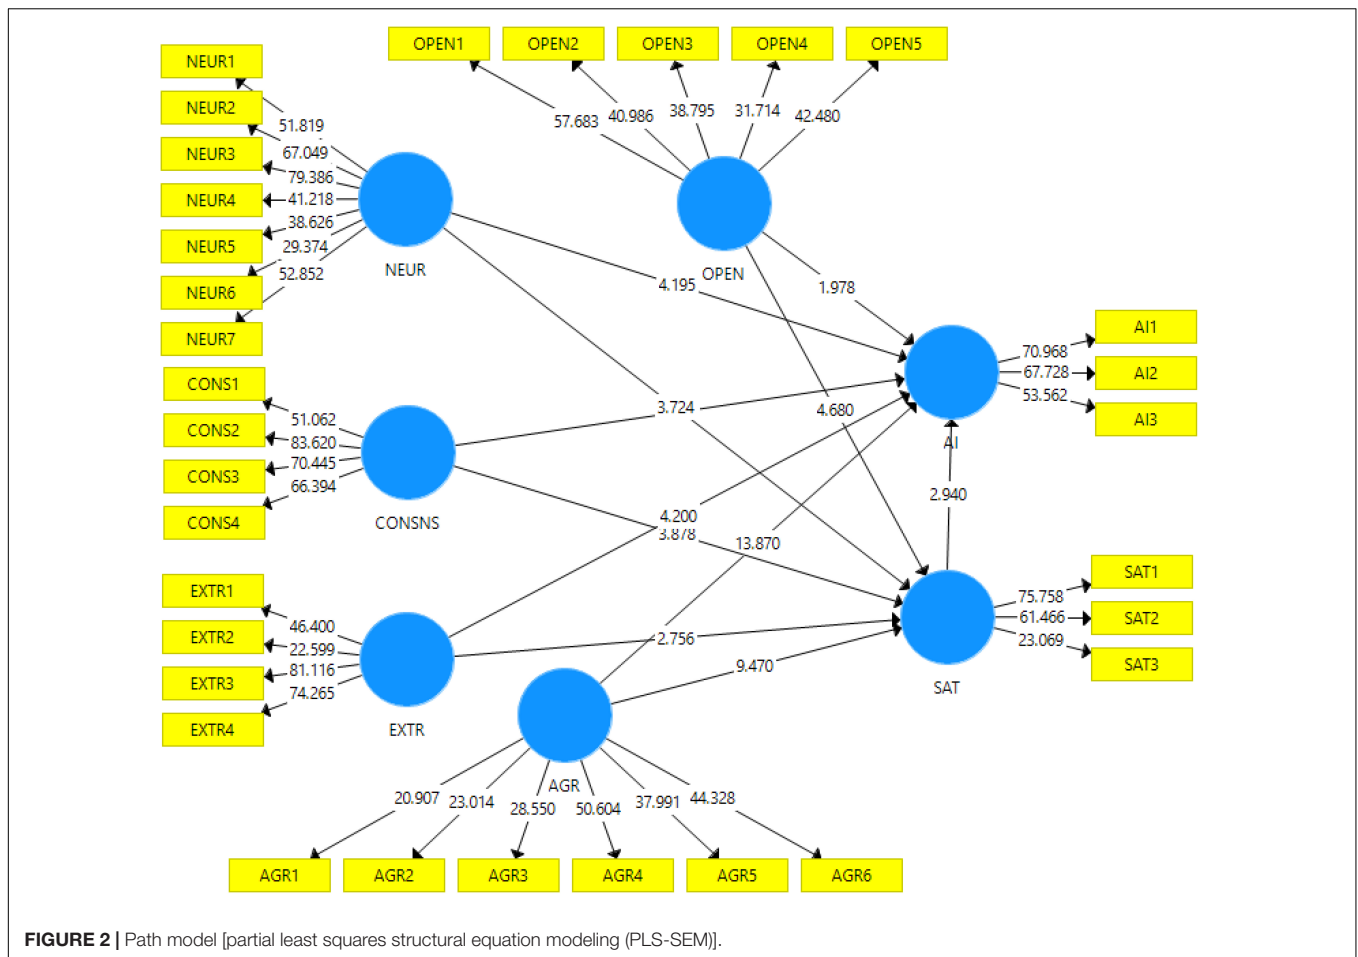 OPEN1 OPEN2 OPEN3 OPEN4 OPEN5
57.683 40.986 38.795 31.714 42.480
OPEN
NEUR1
NEUR2
NEUR3
NEUR4
NEUR5
NEUR6
NEUR7
51.819
67.049
79.386
41.218
38.626
29.374
52.852
NEUR
4.195
1.978
CONS1
CONS2
CONS3
CONS4
51.062
83.620
70.445
66.394
CONSNS
3.724
4.680
AI1
AI2
AI3
70.968
67.728
53.562
AI
2.940
4.200
3.878
13.870
EXTR1
EXTR2
EXTR3
EXTR4
46.400
22.599
81.116
74.265
EXTR
2.756
9.470
SAT1
SAT2
SAT3
75.758
61.466
23.069
SAT
AGR
20.907 23.014 28.550 50.604 37.991 44.328
AGR1 AGR2 AGR3 AGR4 AGR5 AGR6
FIGURE 2 | Path model [partial least squares structural equation modeling (PLS-SEM)].